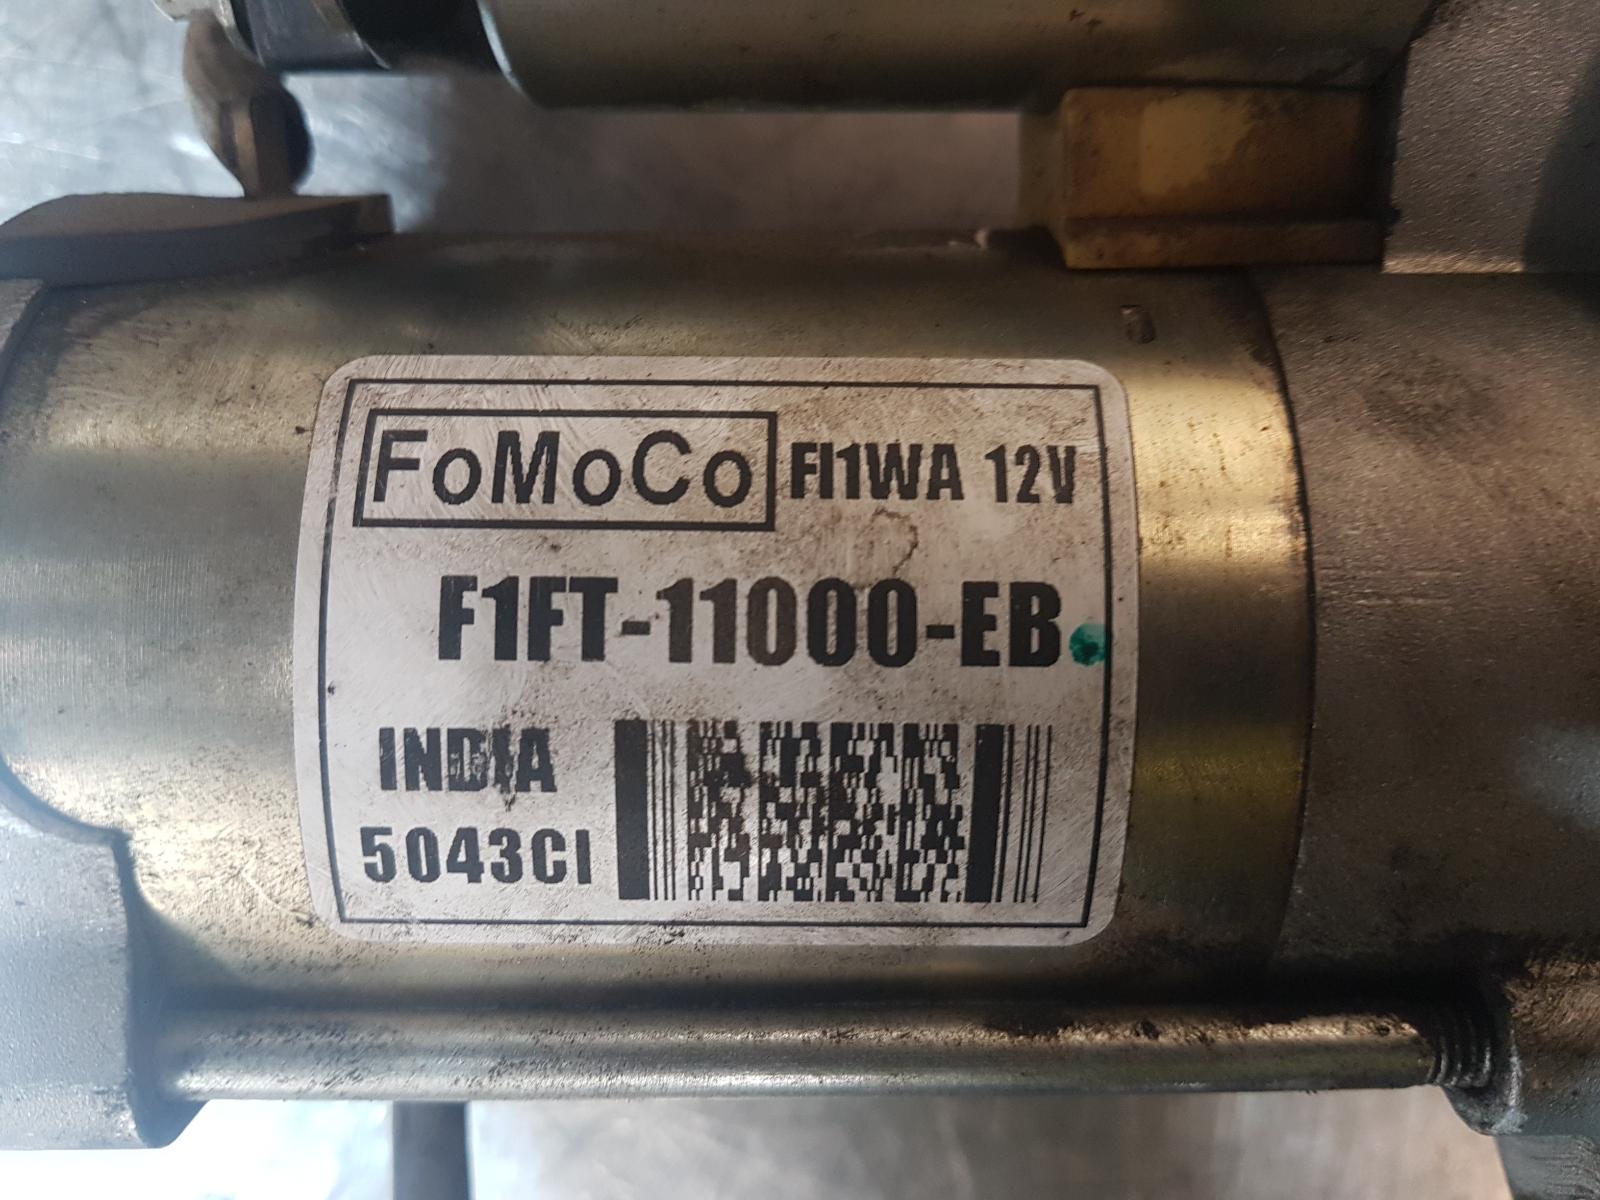 FoMoCo FI1WA 12V
F1FT-11000-EB
INDIA
5043CI